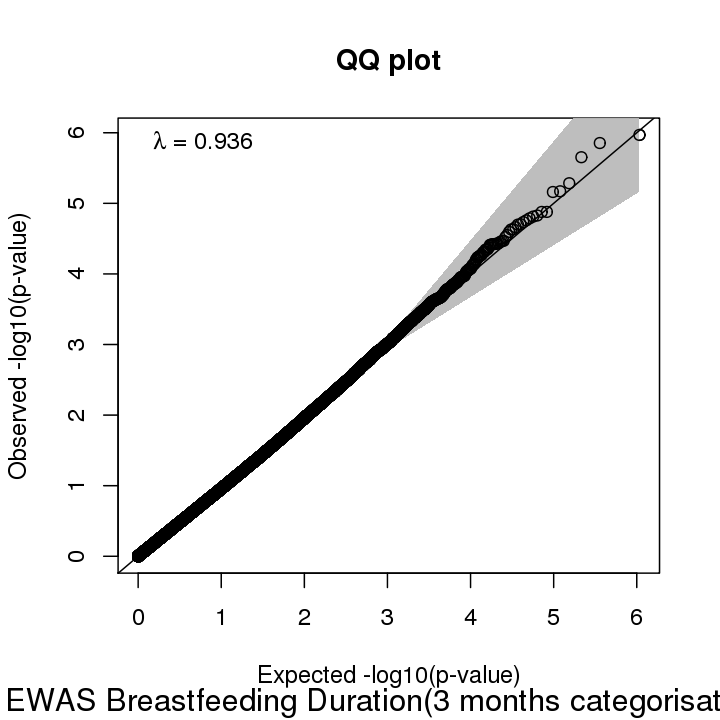 QQ plot
λ = 0.936
Observed -log10(p-value)
6
5
4
3
2
1
0
0 1 2 3 4 5 6
Expected -log10(p-value)
EWAS Breastfeeding Duration(3 months categorisat